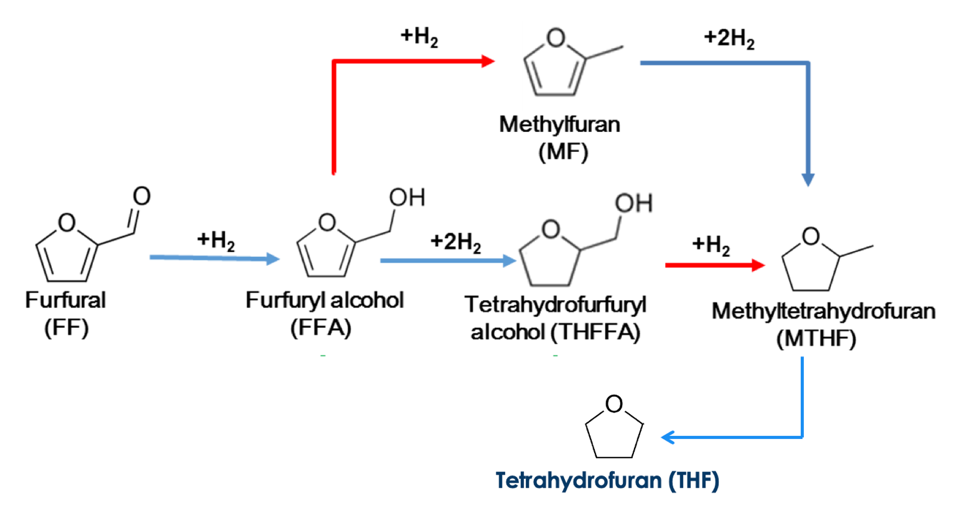 +H₂
O
Methylfuran
(MF)
+2H₂
O
O
Furfural
(FF)
+H₂
OH
O
Furfuryl alcohol
(FFA)
+2H₂
OH
O
Tetrahydrofurfuryl
alcohol (THFFA)
+H₂
O
Methyltetrahydrofuran
(MTHF)
O
Tetrahydrofuran (THF)